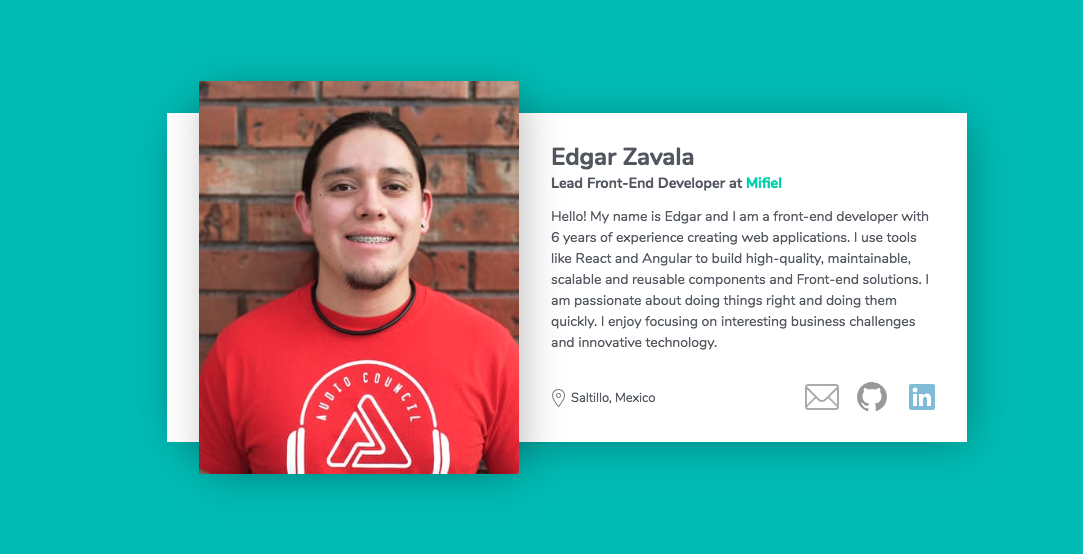 Edgar Zavala
Lead Front-End Developer at Mifiel
Hello! My name is Edgar and I am a front-end developer with
6 years of experience creating web applications. I use tools
like React and Angular to build high-quality, maintainable,
scalable and reusable components and Front-end solutions. I
am passionate about doing things right and doing them
quickly. I enjoy focusing on interesting business challenges
and innovative technology.
Saltillo, Mexico
in
AUDIO COUNCIL